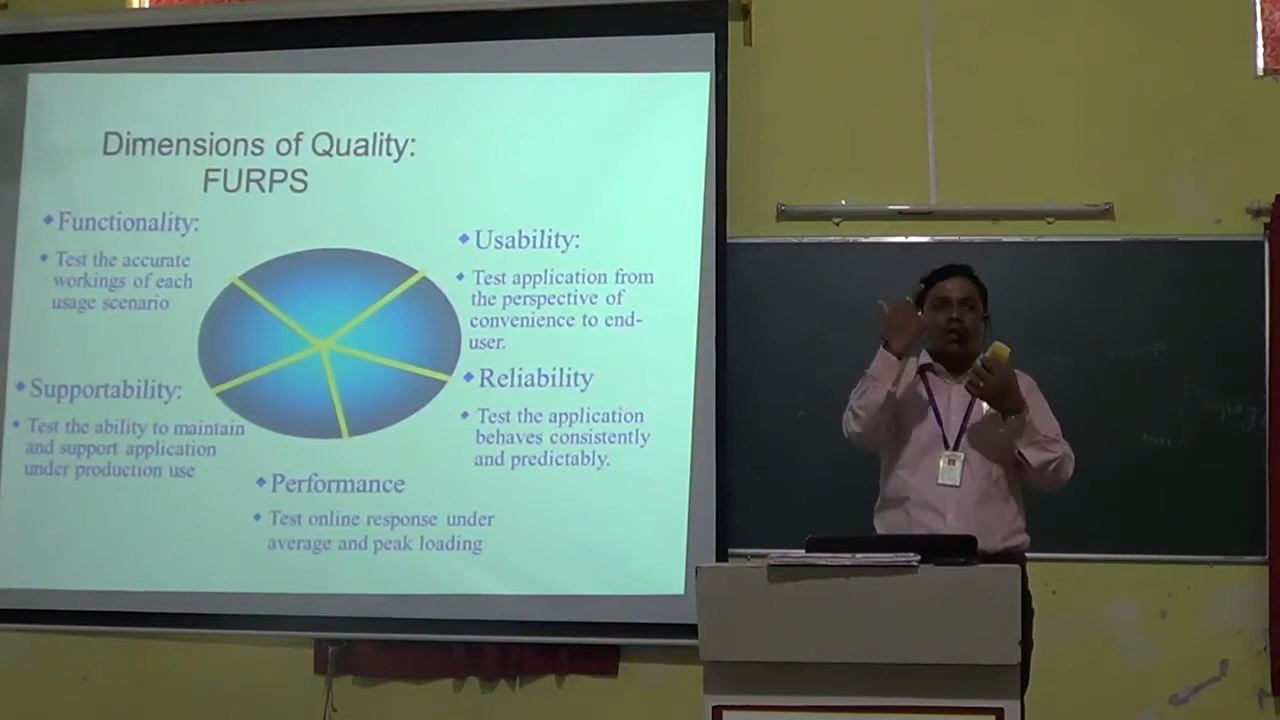 Dimensions of Quality:
FURPS
Functionality:
Test the accurate
workings of each
usage scenario
Usability:
Test application from
the perspective of
convenience to end-
user.
Reliability
Test the application
behaves consistently
and predictably.
Supportability:
Test the ability to maintain
and support application
under production use
Performance
Test online response under
average and peak loading